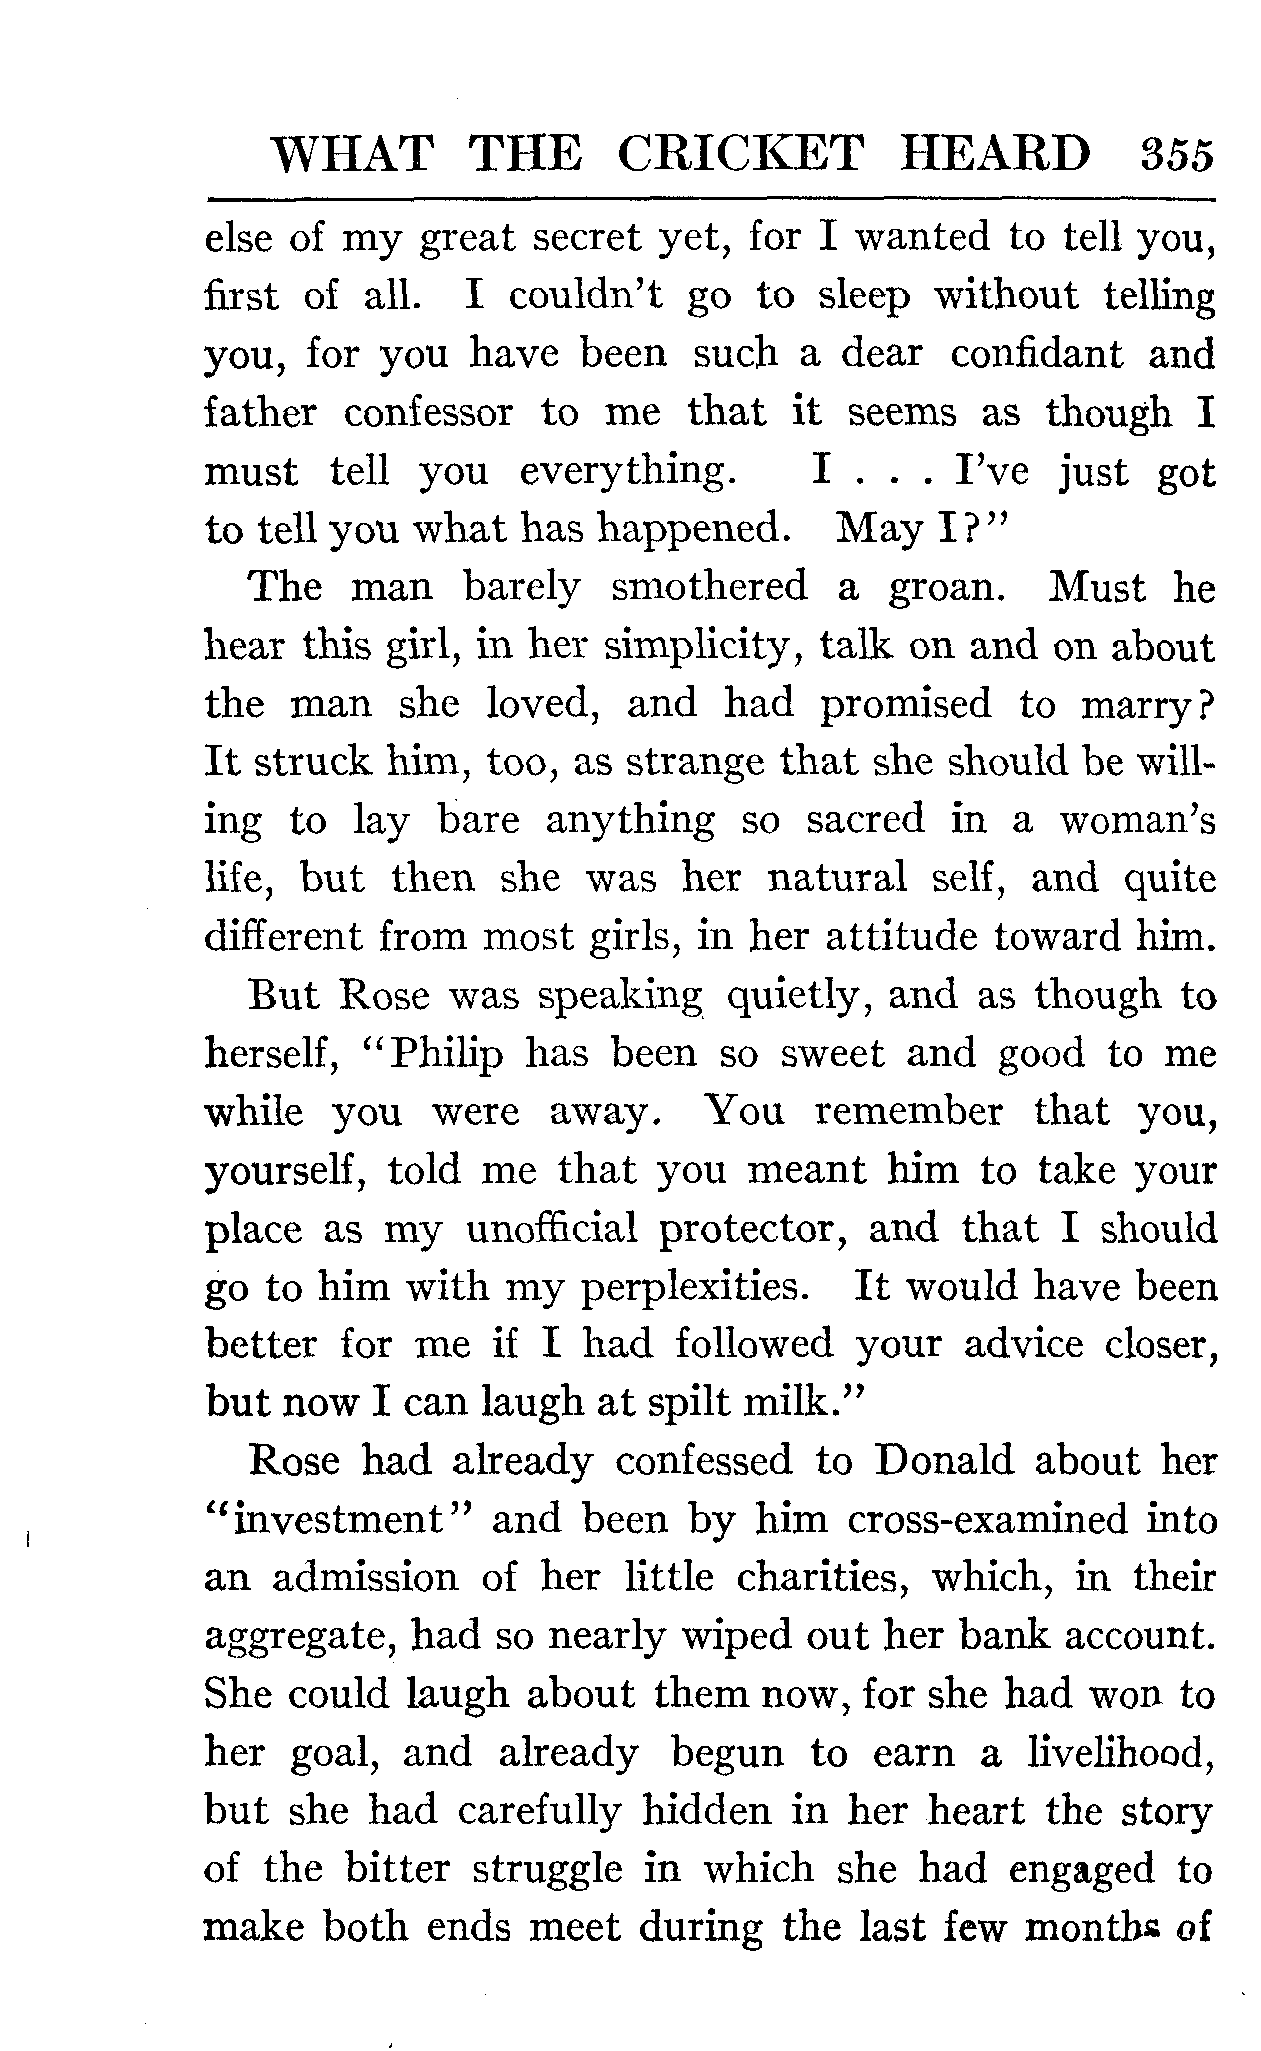 WHAT THE CRICKET HEARD 355
else of my great secret yet, for I wanted to tell you,
first of all. I couldn't go to sleep without telling
you, for you have been such a dear confidant and
father confessor to me that it seems as though I
must tell you everything. I . . . I've just got
to tell you what has happened. May I?"
The man barely smothered a groan. Must he
hear this girl, in her simplicity, talk on and on about
the man she loved, and had promised to marry?
It struck him, too, as strange that she should be will-
ing to lay bare anything so sacred in a woman's
life, but then she was her natural self, and quite
different from most girls, in her attitude toward him.
But Rose was speaking quietly, and as though to
herself, "Philip has been so sweet and good to me
while you were away. You remember that you,
yourself, told me that you meant him to take your
place as my unofficial protector, and that I should
go to him with my perplexities. It would have been
better for me if I had followed your advice closer,
but now I can laugh at spilt milk."
Rose had already confessed to Donald about her
"investment" and been by him cross-examined into
an admission of her little charities, which, in their
aggregate, had so nearly wiped out her bank account.
She could laugh about them now, for she had won to
her goal, and already begun to earn a livelihood,
but she had carefully hidden in her heart the story
of the bitter struggle in which she had engaged to
make both ends meet during the last few months of